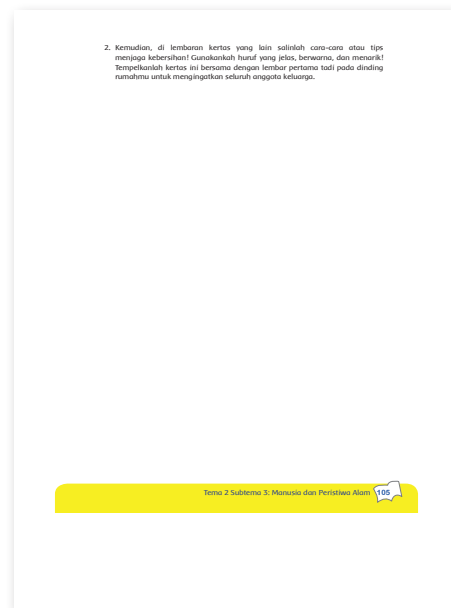 2. Kemudian, di lembaran kertas yang lain salinlah cara-cara atau tips
menjaga kebersihan! Gunakankah huruf yang jelas, berwarna, dan menarik!
Tempelkanlah kertas ini bersama dengan lembar pertama tadi pada dinding
rumahmu untuk mengingatkan seluruh anggota keluarga.
Tema 2 Subtema 3: Manusia dan Peristiwa Alam 105